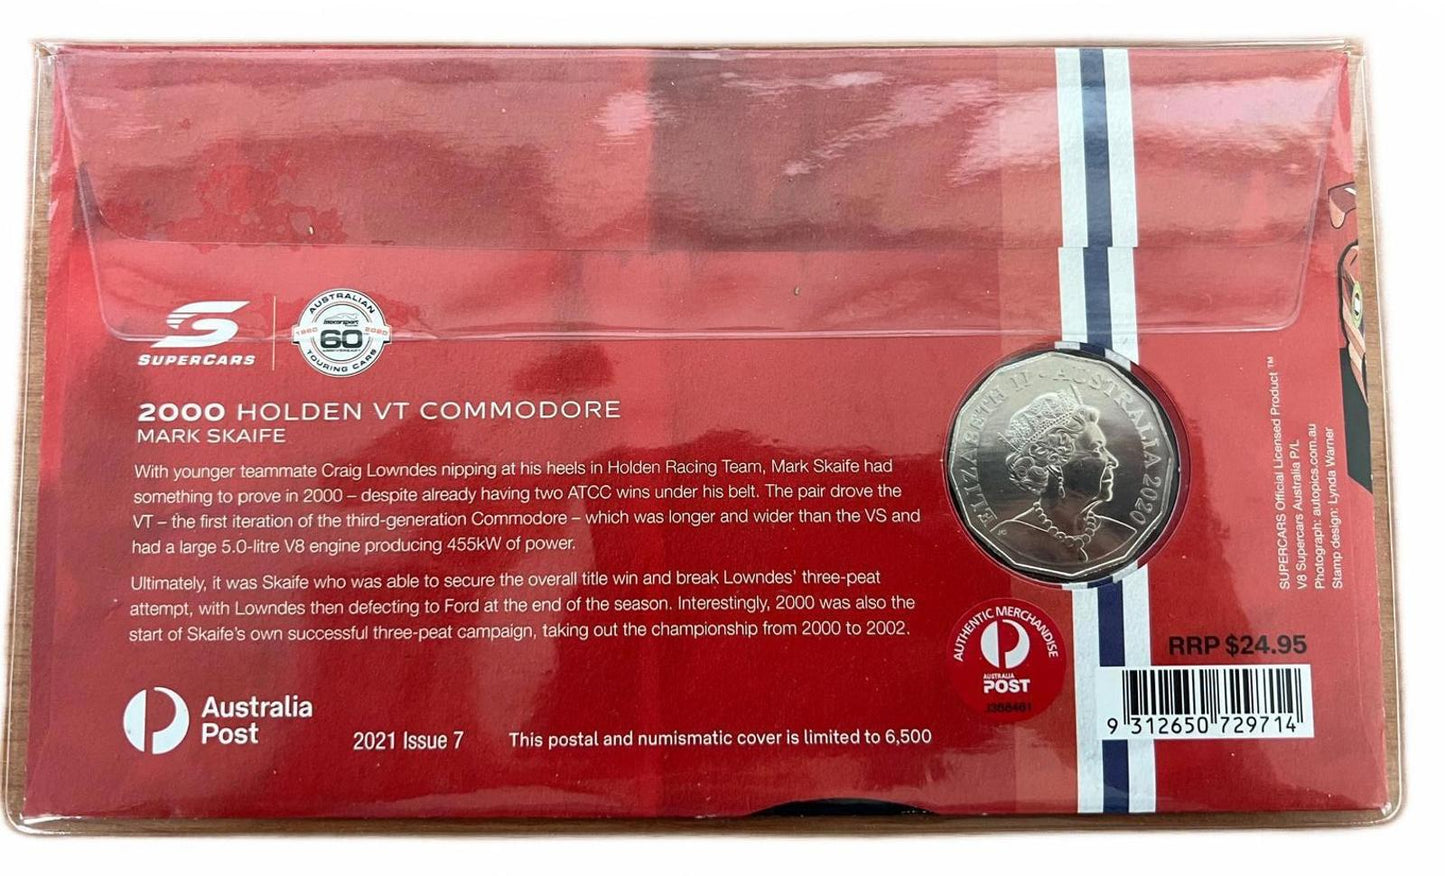 SUPERCARS
AUSTRALIAN
motorsport
1960 60 2020
ANNIVERSARY
TOURING CARS
2000 HOLDEN VT COMMODORE
MARK SKAIFE
With younger teammate Craig Lowndes nipping at his heels in Holden Racing Team, Mark Skaife had
something to prove in 2000 – despite already having two ATCC wins under his belt. The pair drove the
VT – the first iteration of the third-generation Commodore – which was longer and wider than the VS and
had a large 5.0-litre V8 engine producing 455kW of power.
Ultimately, it was Skaife who was able to secure the overall title win and break Lowndes' three-peat
attempt, with Lowndes then defecting to Ford at the end of the season. Interestingly, 2000 was also the
start of Skaife's own successful three-peat campaign, taking out the championship from 2000 to 2002.
Australia
Post
2021 Issue 7
This postal and numismatic cover is limited to 6,500
ELIZABETH II • AUSTRALIA 2020
AUTHENTIC MERCHANDISE
AUSTRALIA
POST
SUPERCARS Official Licensed Product ™
V8 Supercars Australia P/L
Photograph: autopics.com.au
Stamp design: Lynda Warner
RRP $24.95
9 312650 729714